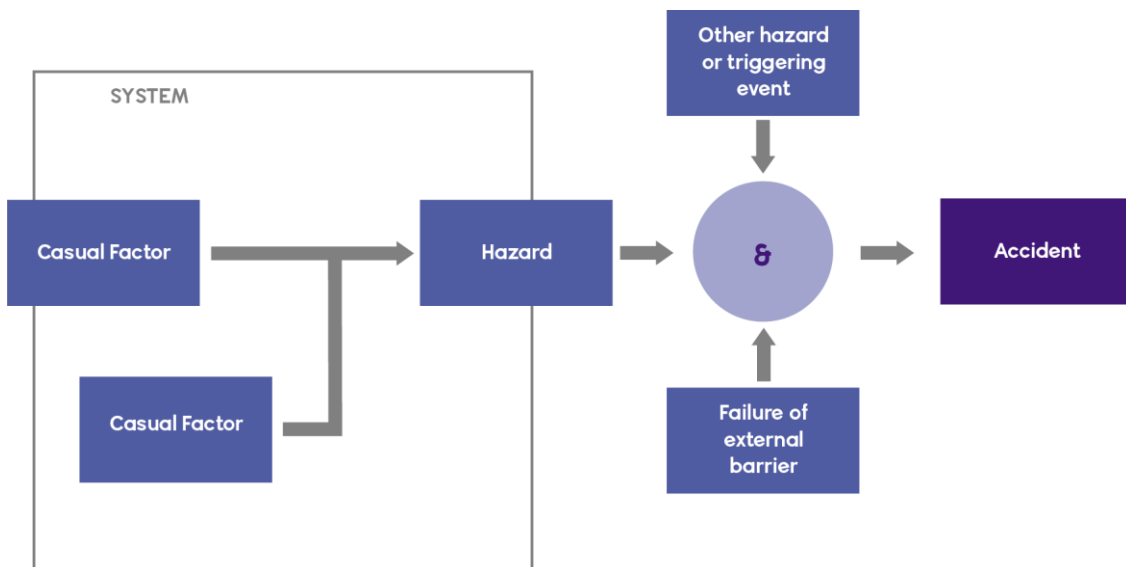 Other hazard
or triggering
event
SYSTEM
Casual Factor
Hazard
&
Accident
Casual Factor
Failure of
external
barrier